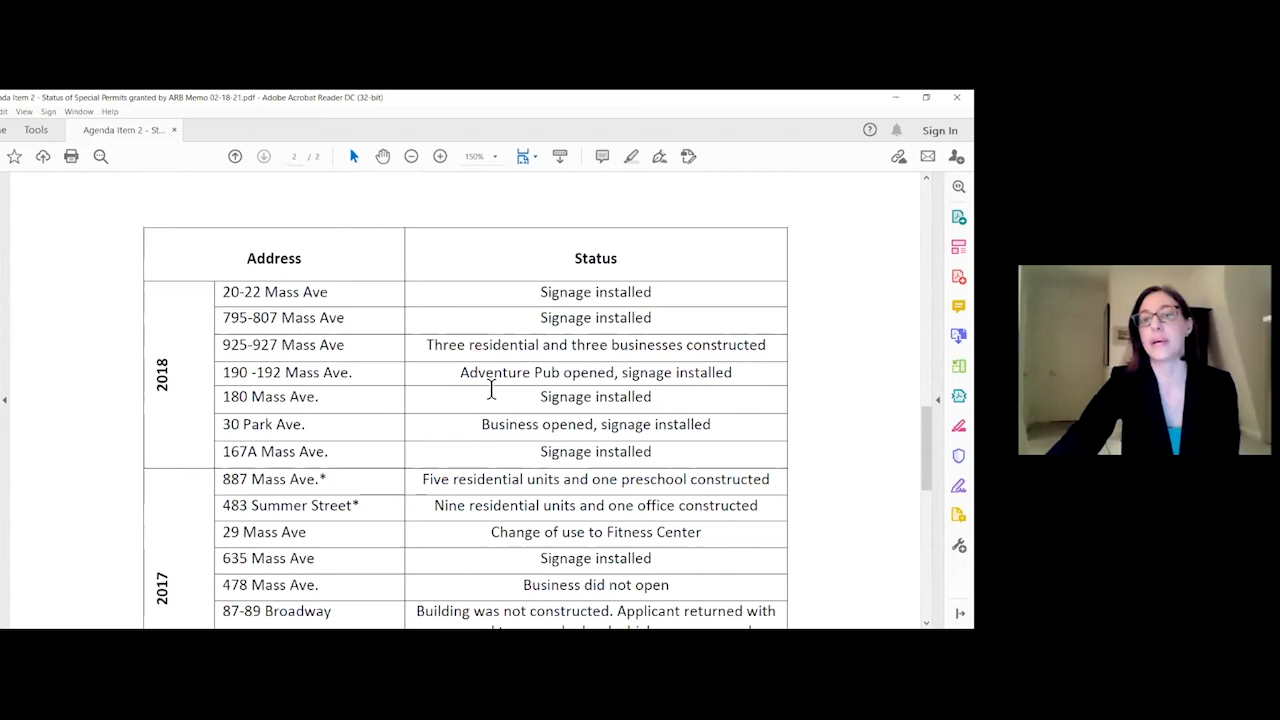 da Item 2 - Status of Special Permits granted by ARB Memo 02-18-21.pdf - Adobe Acrobat Reader DC (32-bit)
dit View Sign Window Help
e Tools Agenda Item 2 - St... × Sign In
2 / 2 150%
Address Status
2018
20-22 Mass Ave Signage installed
795-807 Mass Ave Signage installed
925-927 Mass Ave Three residential and three businesses constructed
190 -192 Mass Ave. Adventure Pub opened, signage installed
180 Mass Ave. Signage installed
30 Park Ave. Business opened, signage installed
167A Mass Ave. Signage installed
2017
887 Mass Ave.* Five residential units and one preschool constructed
483 Summer Street* Nine residential units and one office constructed
29 Mass Ave Change of use to Fitness Center
635 Mass Ave Signage installed
478 Mass Ave. Business did not open
87-89 Broadway Building was not constructed. Applicant returned with